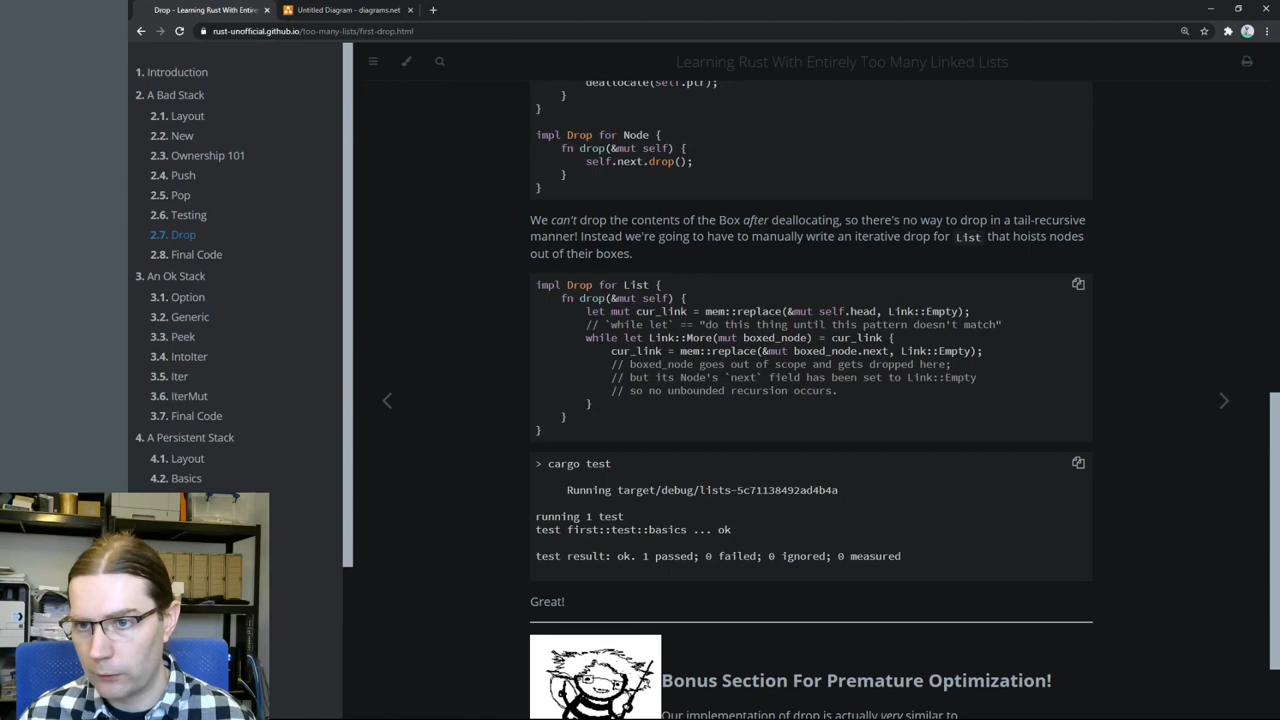 Drop - Learning Rust With Entire
Untitled Diagram - diagrams.net
rust-unofficial.github.io/too-many-lists/first-drop.html
Learning Rust With Entirely Too Many Linked Lists
1. Introduction
2. A Bad Stack
2.1. Layout
2.2. New
2.3. Ownership 101
2.4. Push
2.5. Pop
2.6. Testing
2.7. Drop
2.8. Final Code
3. An Ok Stack
3.1. Option
3.2. Generic
3.3. Peek
3.4. IntoIter
3.5. Iter
3.6. IterMut
3.7. Final Code
4. A Persistent Stack
4.1. Layout
4.2. Basics
deallocate(self.ptr);
}
}
impl Drop for Node {
fn drop(&mut self) {
self.next.drop();
}
}
We can't drop the contents of the Box after deallocating, so there's no way to drop in a tail-recursive
manner! Instead we're going to have to manually write an iterative drop for List that hoists nodes
out of their boxes.
impl Drop for List {
fn drop(&mut self) {
let mut cur_link = mem::replace(&mut self.head, Link::Empty);
// `while let` == "do this thing until this pattern doesn't match"
while let Link::More(mut boxed_node) = cur_link {
cur_link = mem::replace(&mut boxed_node.next, Link::Empty);
// boxed_node goes out of scope and gets dropped here;
// but its Node's `next` field has been set to Link::Empty
// so no unbounded recursion occurs.
}
}
}
> cargo test
Running target/debug/lists-5c71138492ad4b4a
running 1 test
test first::test::basics ... ok
test result: ok. 1 passed; 0 failed; 0 ignored; 0 measured
Great!
Bonus Section For Premature Optimization!
Our implementation of drop is actually very similar to